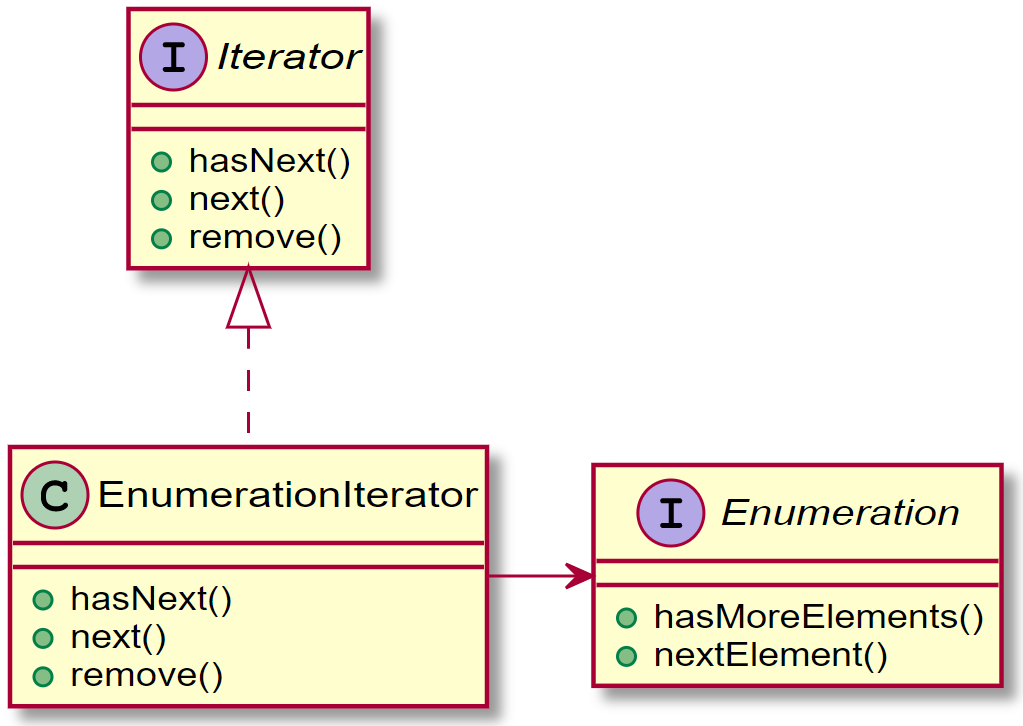 I Iterator
hasNext()
next()
remove()
C EnumerationIterator
hasNext()
next()
remove()
I Enumeration
hasMoreElements()
nextElement()